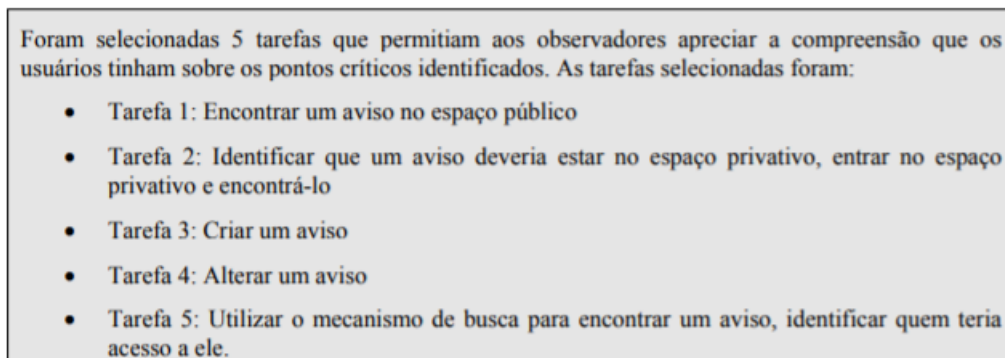 Foram selecionadas 5 tarefas que permitiam aos observadores apreciar a compreensão que os
usuários tinham sobre os pontos críticos identificados. As tarefas selecionadas foram:
• Tarefa 1: Encontrar um aviso no espaço público
• Tarefa 2: Identificar que um aviso deveria estar no espaço privativo, entrar no espaço
privativo e encontrá-lo
• Tarefa 3: Criar um aviso
• Tarefa 4: Alterar um aviso
• Tarefa 5: Utilizar o mecanismo de busca para encontrar um aviso, identificar quem teria
acesso a ele.